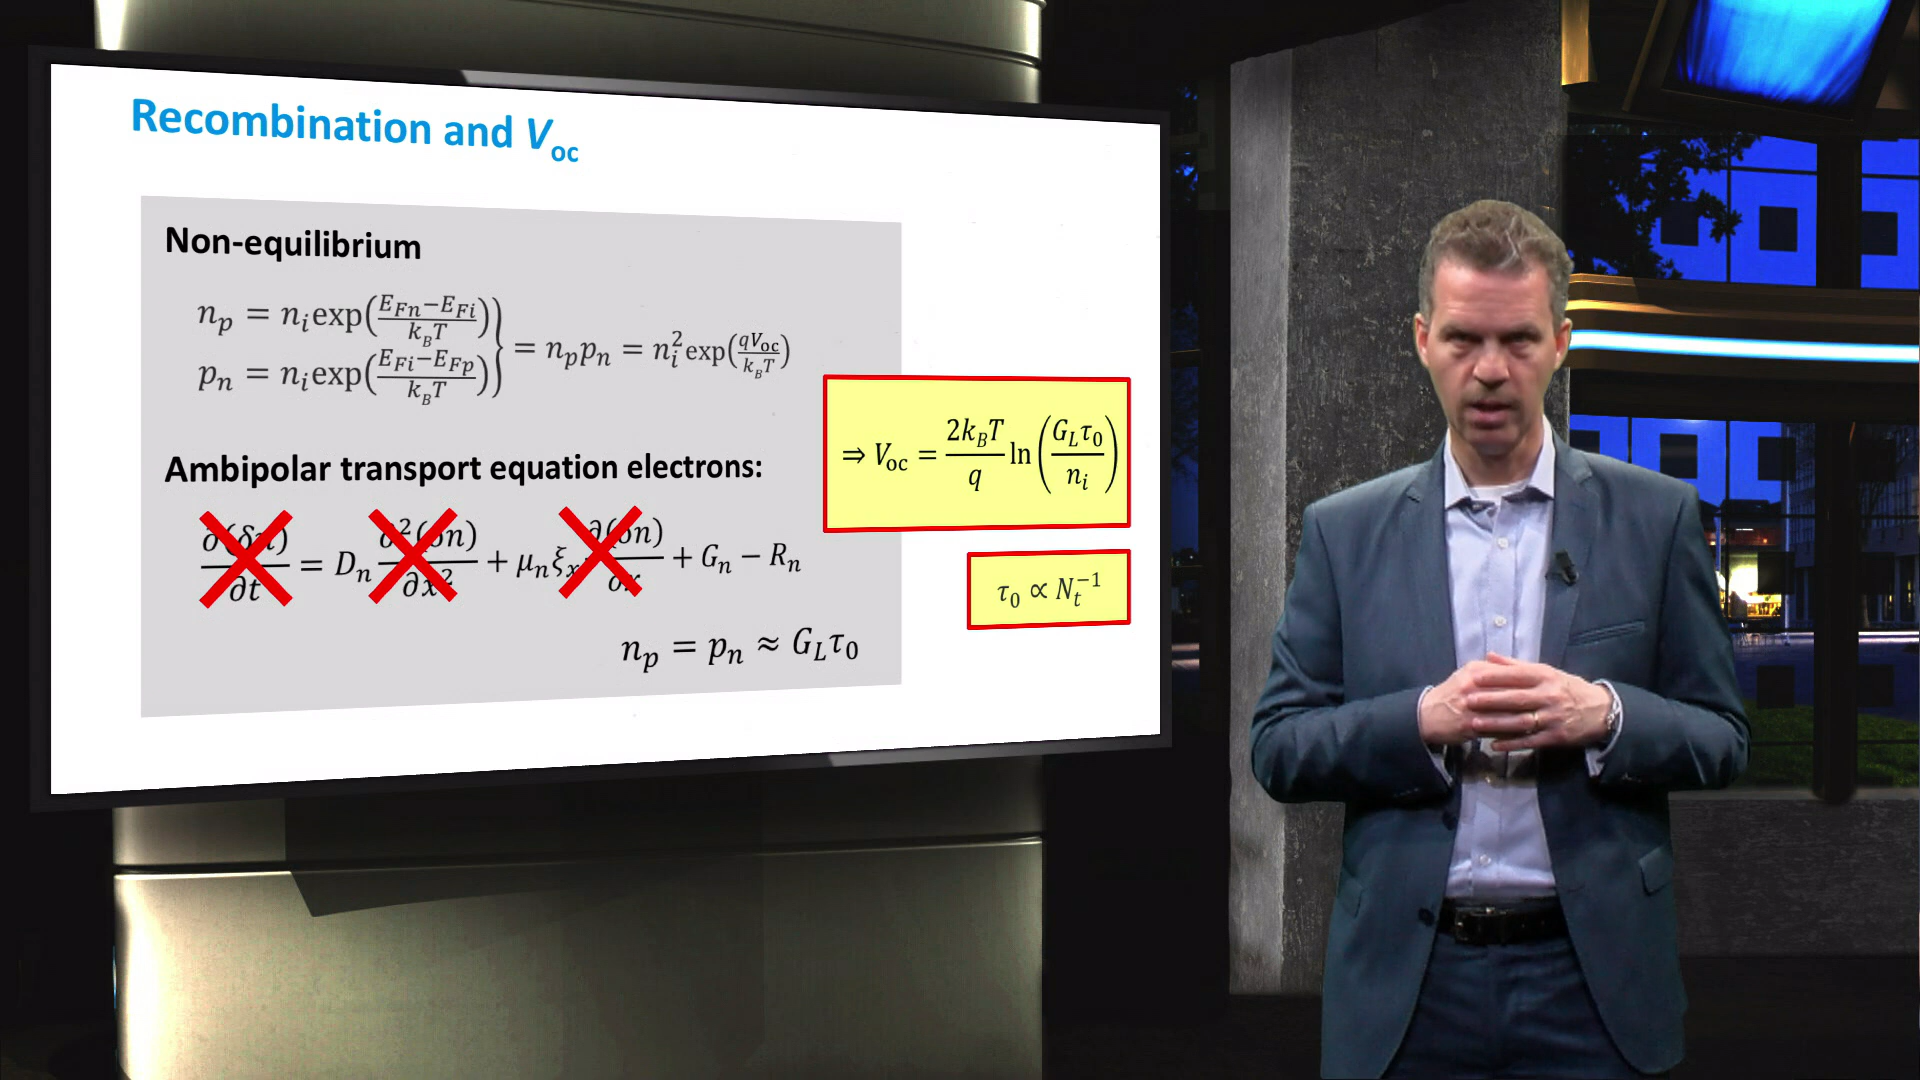 Recombination and V_oc
Non-equilibrium
n_p = n_i exp((E_Fn−E_Fi)/(k_B T))
p_n = n_i exp((E_Fi−E_Fp)/(k_B T))
} = n_p p_n = n_i^2 exp(qV_oc/(k_B T))
⇒ V_oc = (2k_B T/q) ln(G_L τ_0/n_i)
Ambipolar transport equation electrons:
∂(δn)/∂t = D_n ∂²(δn)/∂x² + μ_n ξ_x ∂(δn)/∂x + G_n − R_n
τ_0 ∝ N_t^−1
n_p = p_n ≈ G_L τ_0